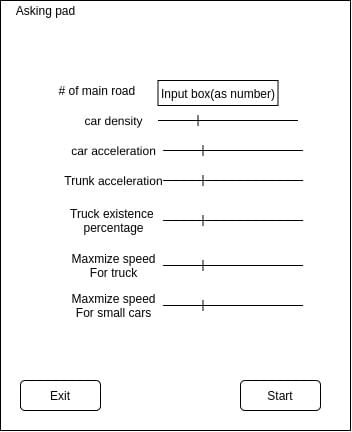 Asking pad
# of main road
Input box(as number)
car density
car acceleration
Trunk acceleration
Truck existence
percentage
Maxmize speed
For truck
Maxmize speed
For small cars
Exit
Start